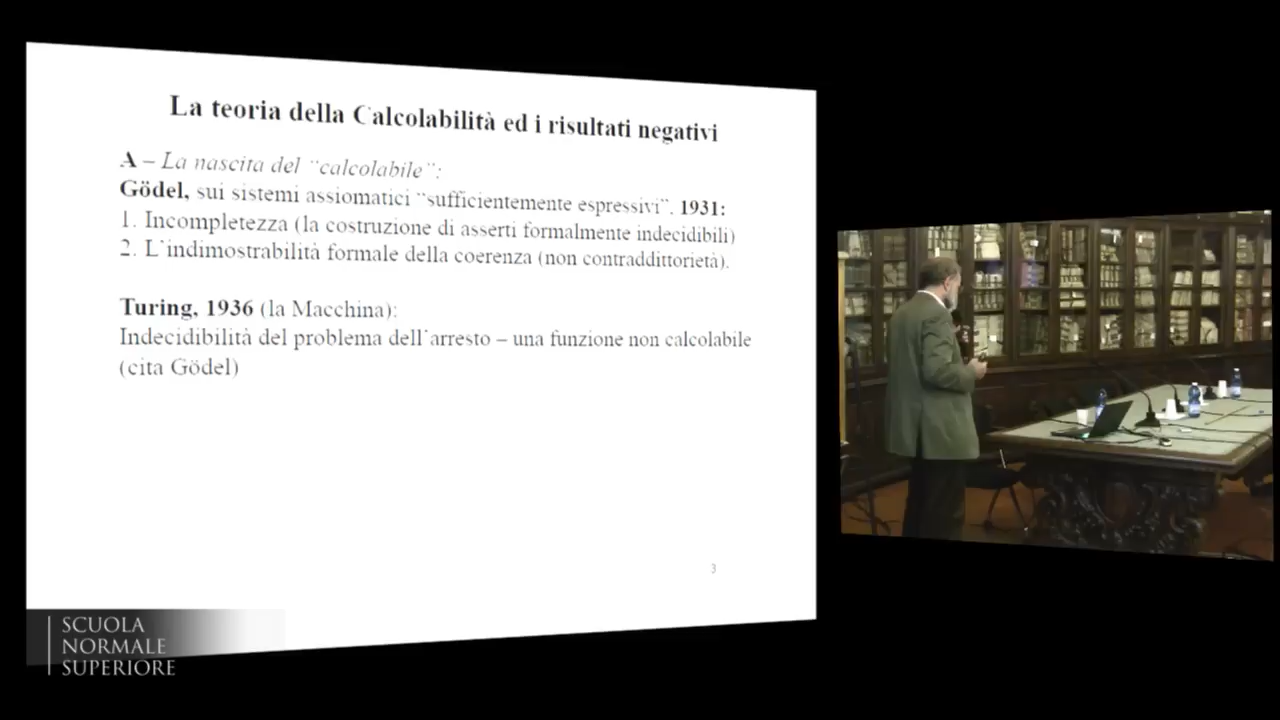 La teoria della Calcolabilità ed i risultati negativi
A – La nascita del "calcolabile":
Gödel, sui sistemi assiomatici "sufficientemente espressivi". 1931:
1. Incompletezza (la costruzione di asserti formalmente indecidibili)
2. L'indimostrabilità formale della coerenza (non contraddittorietà).
Turing, 1936 (la Macchina):
Indecidibilità del problema dell'arresto – una funzione non calcolabile
(cita Gödel)
3
SCUOLA
NORMALE
SUPERIORE